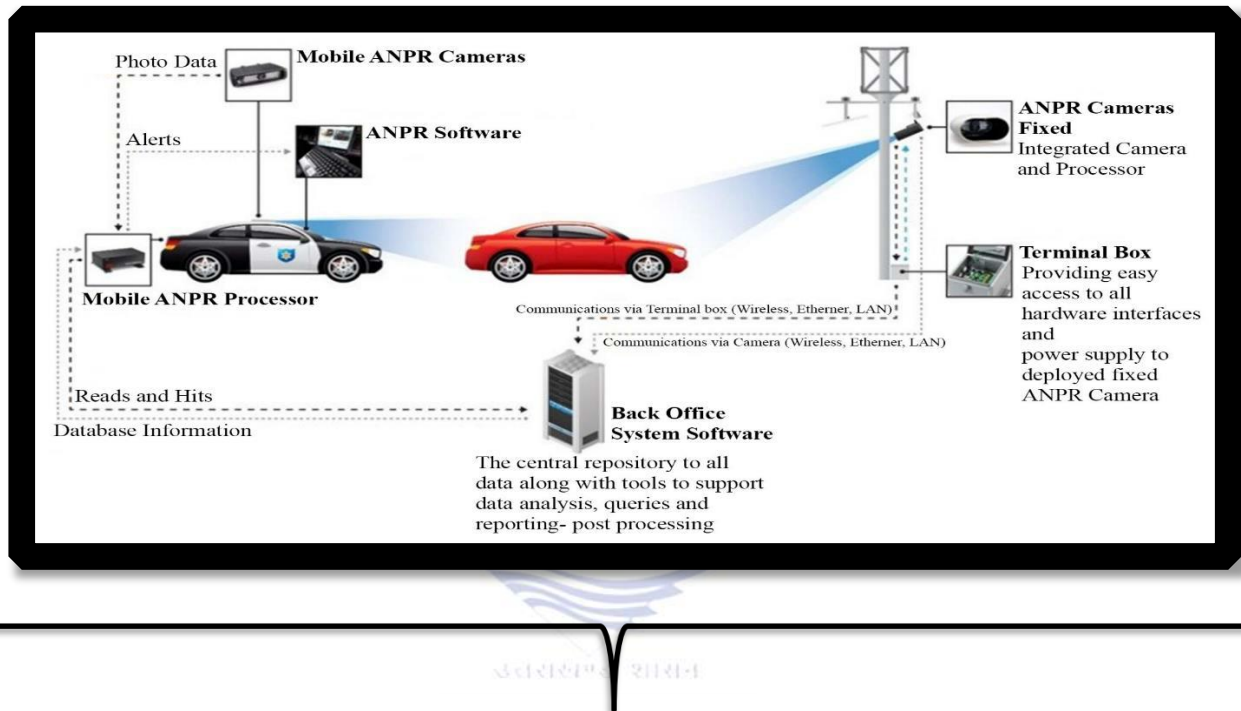 Photo Data
Mobile ANPR Cameras
Alerts
ANPR Software
Mobile ANPR Processor
Reads and Hits
Database Information
ANPR Cameras
Fixed
Integrated Camera
and Processor
Terminal Box
Providing easy
access to all
hardware interfaces
and
power supply to
deployed fixed
ANPR Camera
Communications via Terminal box (Wireless, Etherner, LAN)
Communications via Camera (Wireless, Etherner, LAN)
Back Office
System Software
The central repository to all
data along with tools to support
data analysis, queries and
reporting- post processing